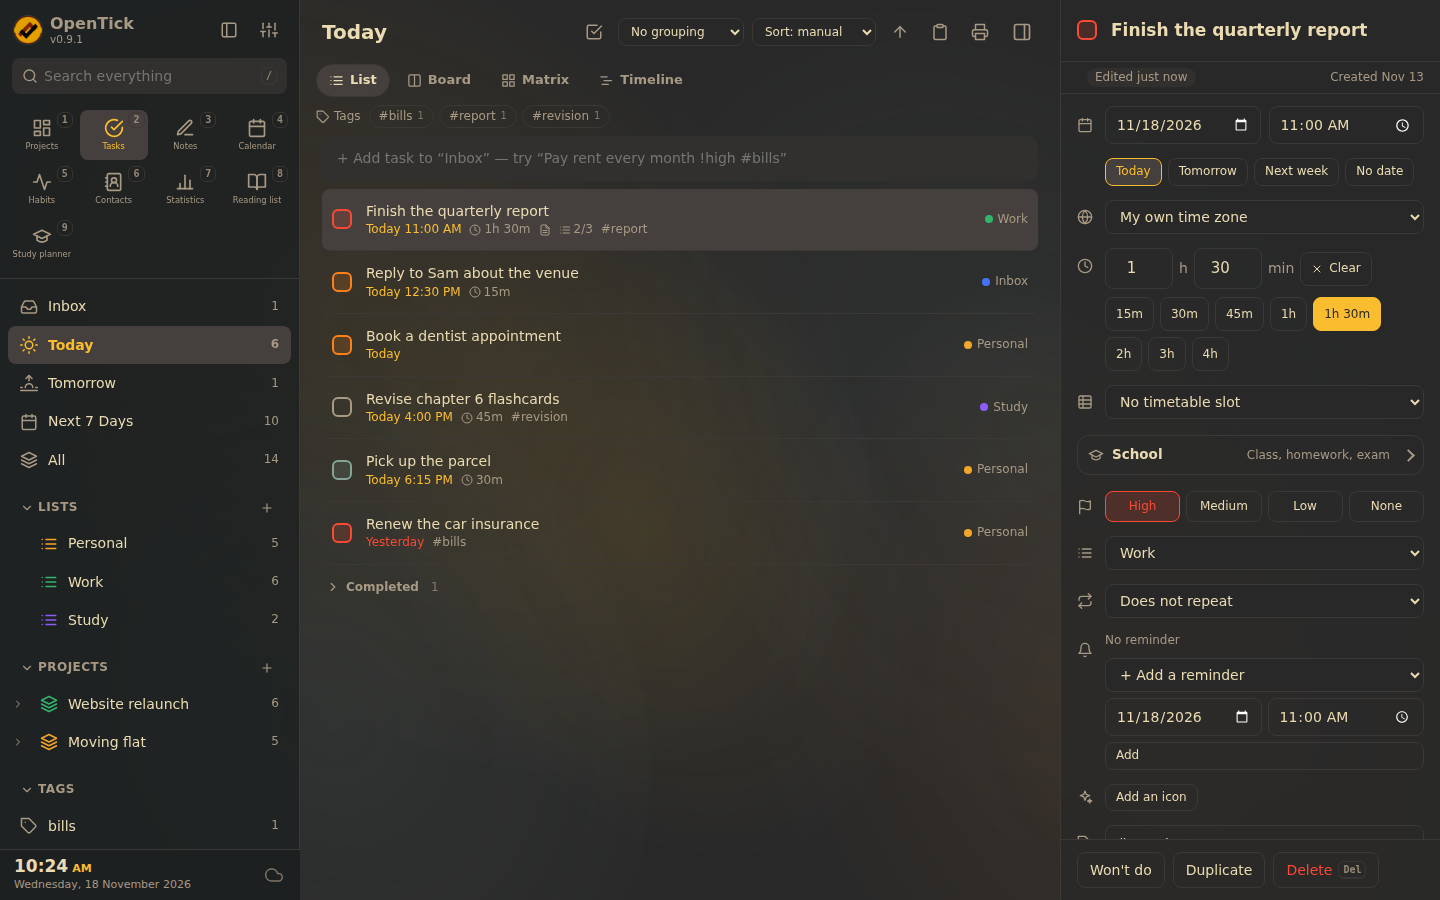 OpenTick
v0.9.1
Search everything /
Projects 1
Tasks 2
Notes 3
Calendar 4
Habits 5
Contacts 6
Statistics 7
Reading list 8
Study planner 9
Inbox 1
Today 6
Tomorrow 1
Next 7 Days 10
All 14
LISTS
Personal 5
Work 6
Study 2
PROJECTS
Website relaunch 6
Moving flat 5
TAGS
bills 1
10:24 AM
Wednesday, 18 November 2026
Today
No grouping
Sort: manual
List Board Matrix Timeline
Tags #bills 1 #report 1 #revision 1
+ Add task to “Inbox” — try “Pay rent every month !high #bills”
Finish the quarterly report
Today 11:00 AM 1h 30m 2/3 #report
Work
Reply to Sam about the venue
Today 12:30 PM 15m
Inbox
Book a dentist appointment
Today
Personal
Revise chapter 6 flashcards
Today 4:00 PM 45m #revision
Study
Pick up the parcel
Today 6:15 PM 30m
Personal
Renew the car insurance
Yesterday #bills
Personal
Completed 1
Finish the quarterly report
Edited just now Created Nov 13
11/18/2026 11:00 AM
Today Tomorrow Next week No date
My own time zone
1 h 30 min Clear
15m 30m 45m 1h 1h 30m
2h 3h 4h
No timetable slot
School Class, homework, exam
High Medium Low None
Work
Does not repeat
No reminder
+ Add a reminder
11/18/2026 11:00 AM
Add
Add an icon
Won't do Duplicate Delete Del